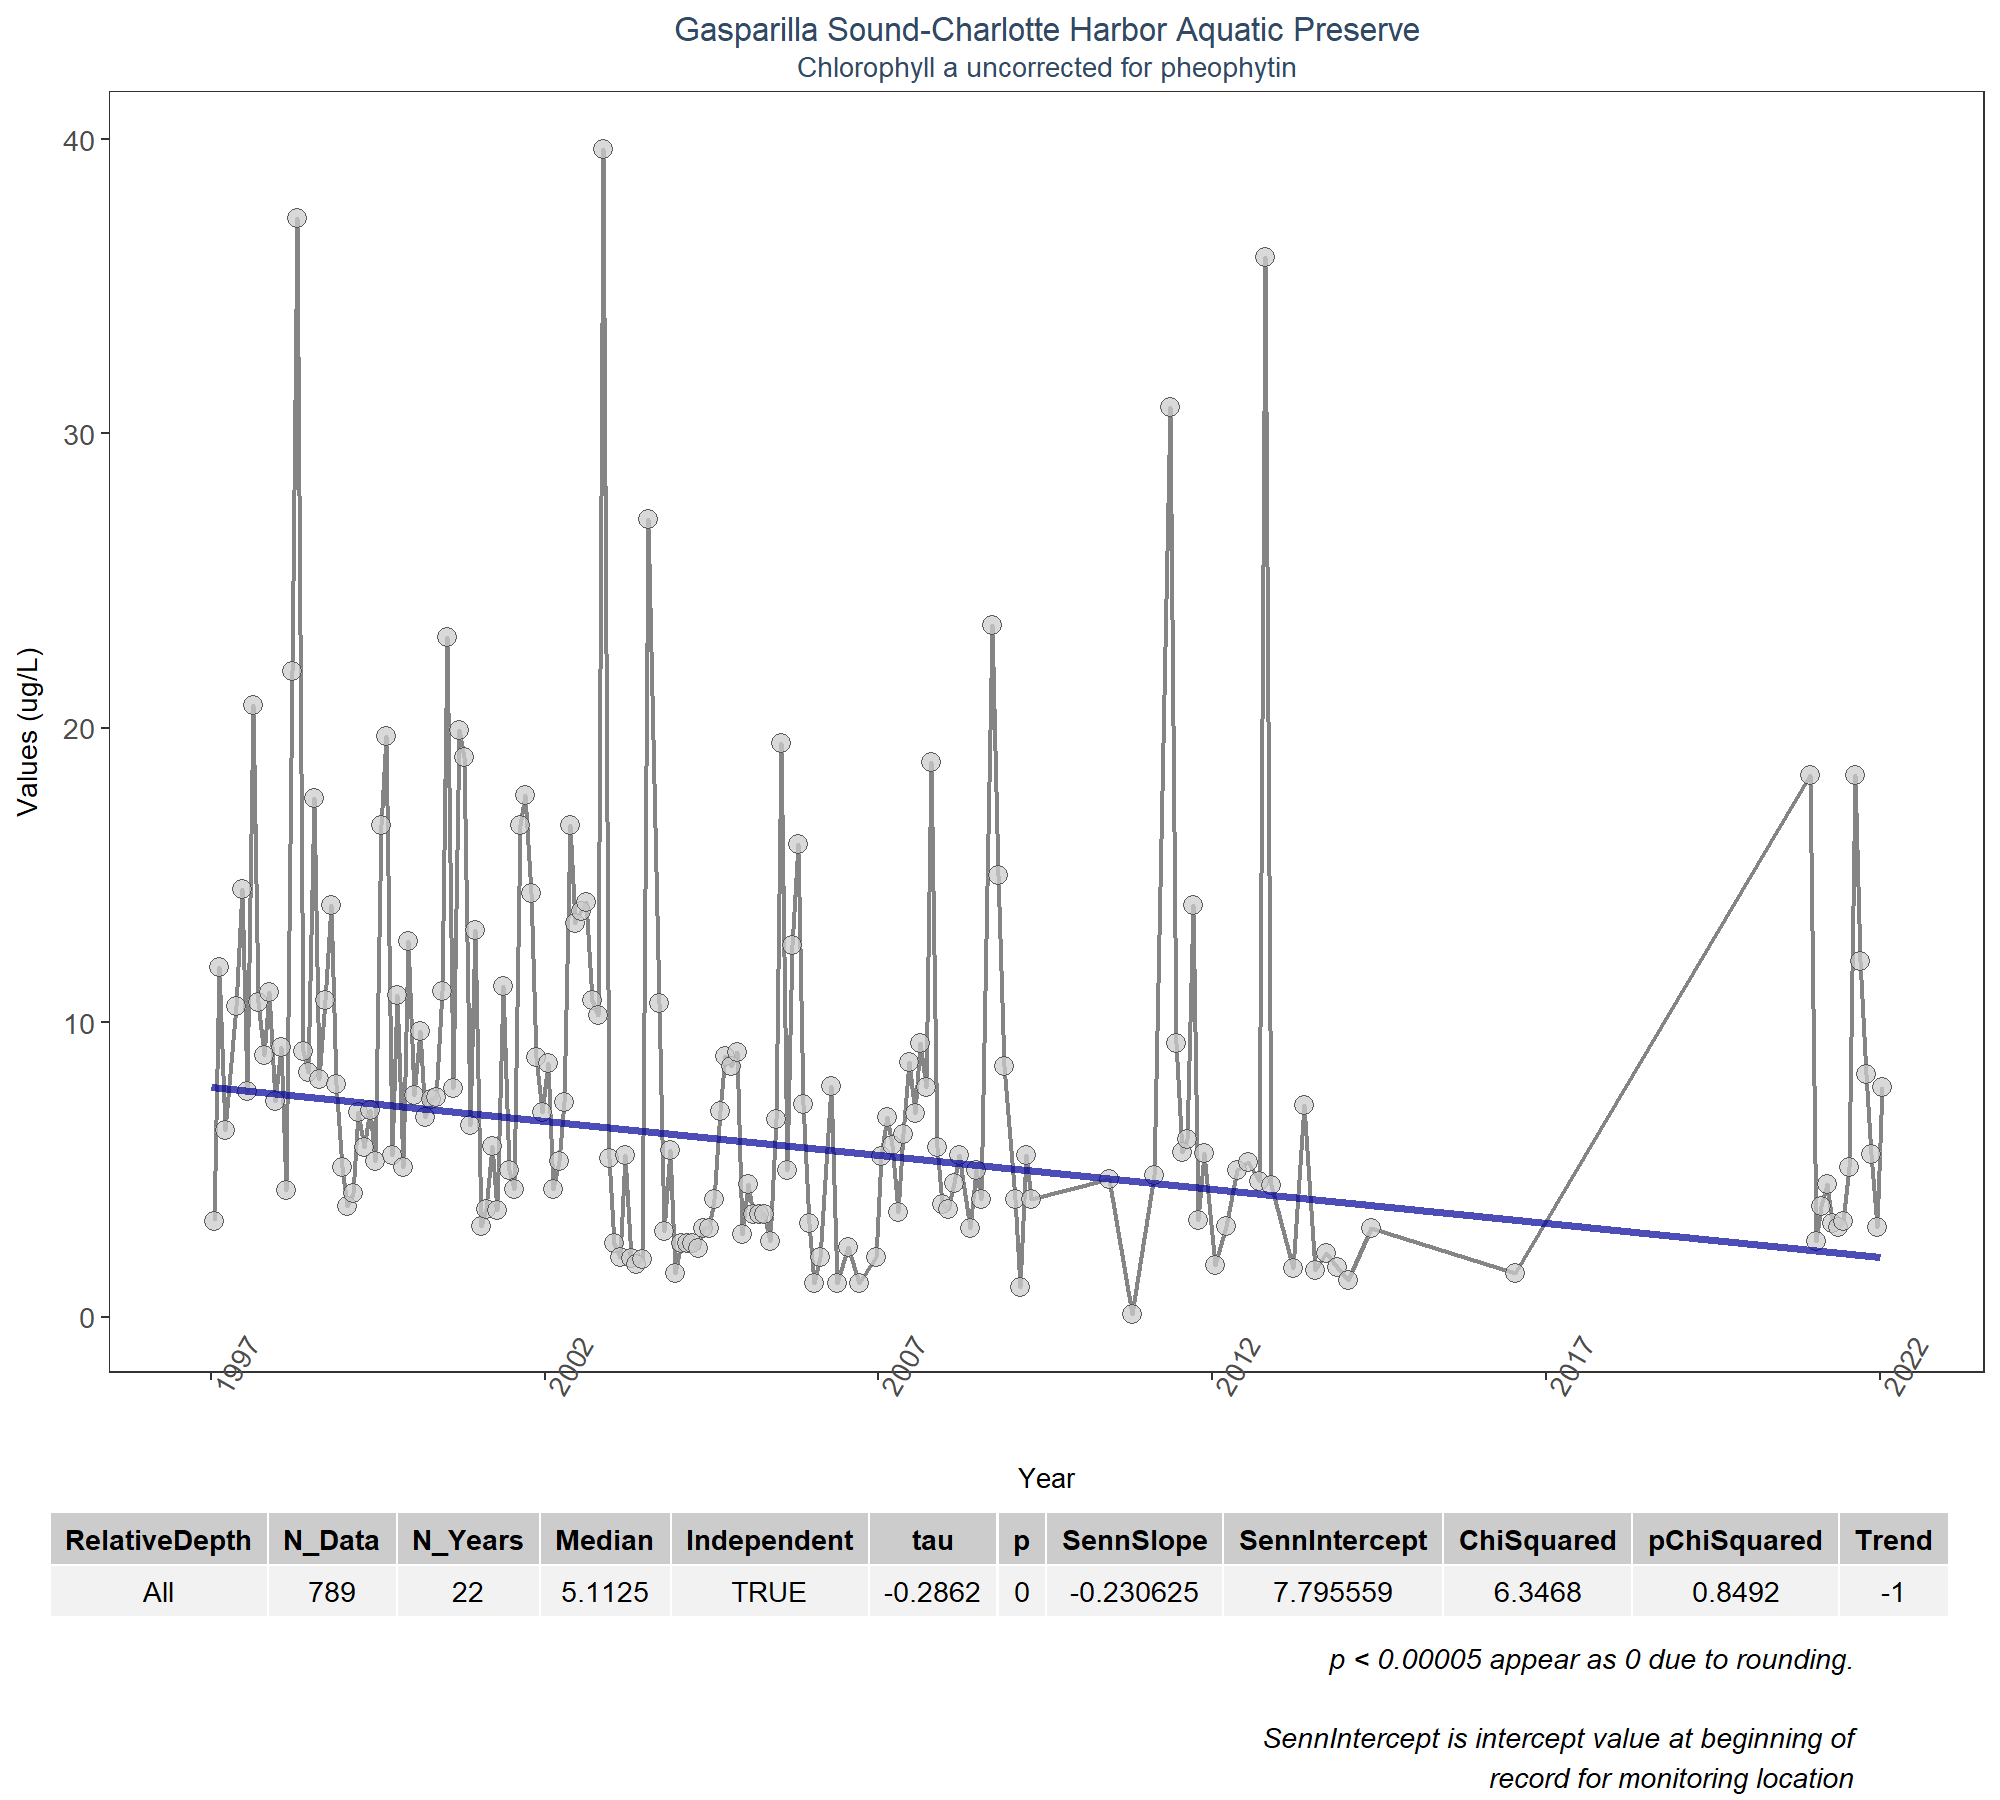 Gasparilla Sound-Charlotte Harbor Aquatic Preserve
Chlorophyll a uncorrected for pheophytin
Values (ug/L)
40
30
20
10
0
1997 2002 2007 2012 2017 2022
Year
RelativeDepth N_Data N_Years Median Independent tau p SennSlope SennIntercept ChiSquared pChiSquared Trend
All 789 22 5.1125 TRUE -0.2862 0 -0.230625 7.795559 6.3468 0.8492 -1
p < 0.00005 appear as 0 due to rounding.
SennIntercept is intercept value at beginning of
record for monitoring location